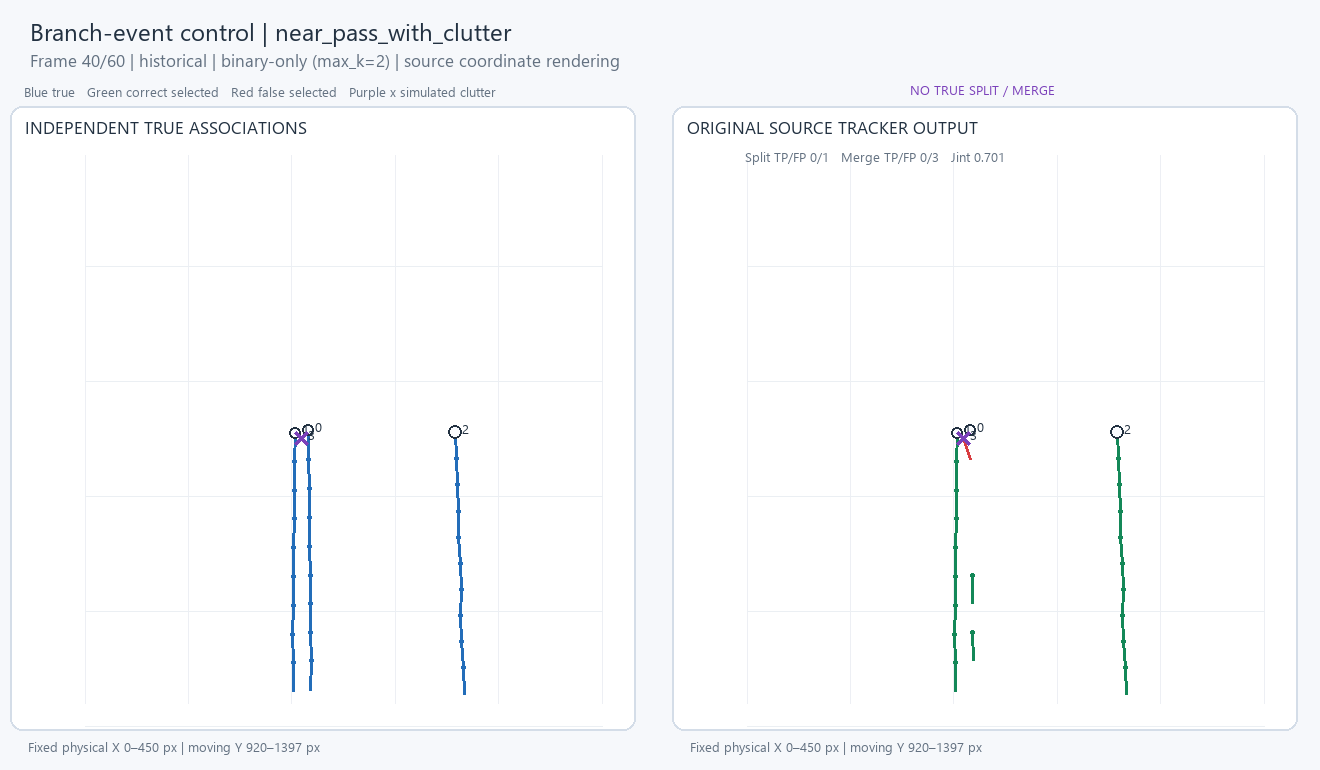 Branch-event control | near_pass_with_clutter
Frame 40/60 | historical | binary-only (max_k=2) | source coordinate rendering
Blue true Green correct selected Red false selected Purple x simulated clutter
NO TRUE SPLIT / MERGE
INDEPENDENT TRUE ASSOCIATIONS
0
2
Fixed physical X 0–450 px | moving Y 920–1397 px
ORIGINAL SOURCE TRACKER OUTPUT
Split TP/FP 0/1 Merge TP/FP 0/3 Jint 0.701
0
2
Fixed physical X 0–450 px | moving Y 920–1397 px